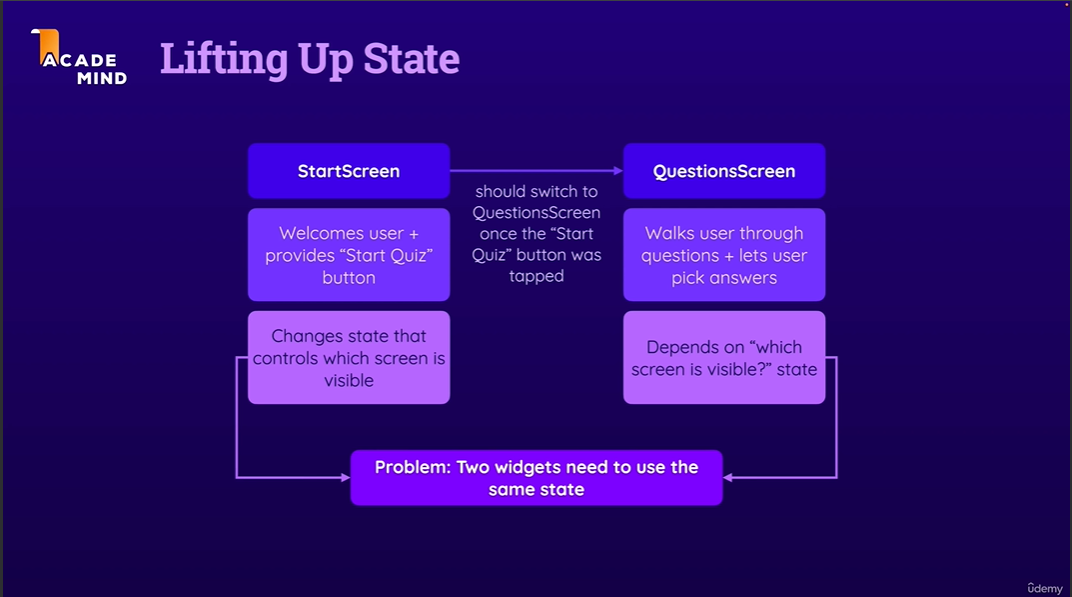 ACADE
MIND
Lifting Up State
StartScreen
QuestionsScreen
should switch to
QuestionsScreen
once the “Start
Quiz” button was
tapped
Welcomes user +
provides “Start Quiz”
button
Walks user through
questions + lets user
pick answers
Changes state that
controls which screen is
visible
Depends on “which
screen is visible?” state
Problem: Two widgets need to use the
same state
ûdemy